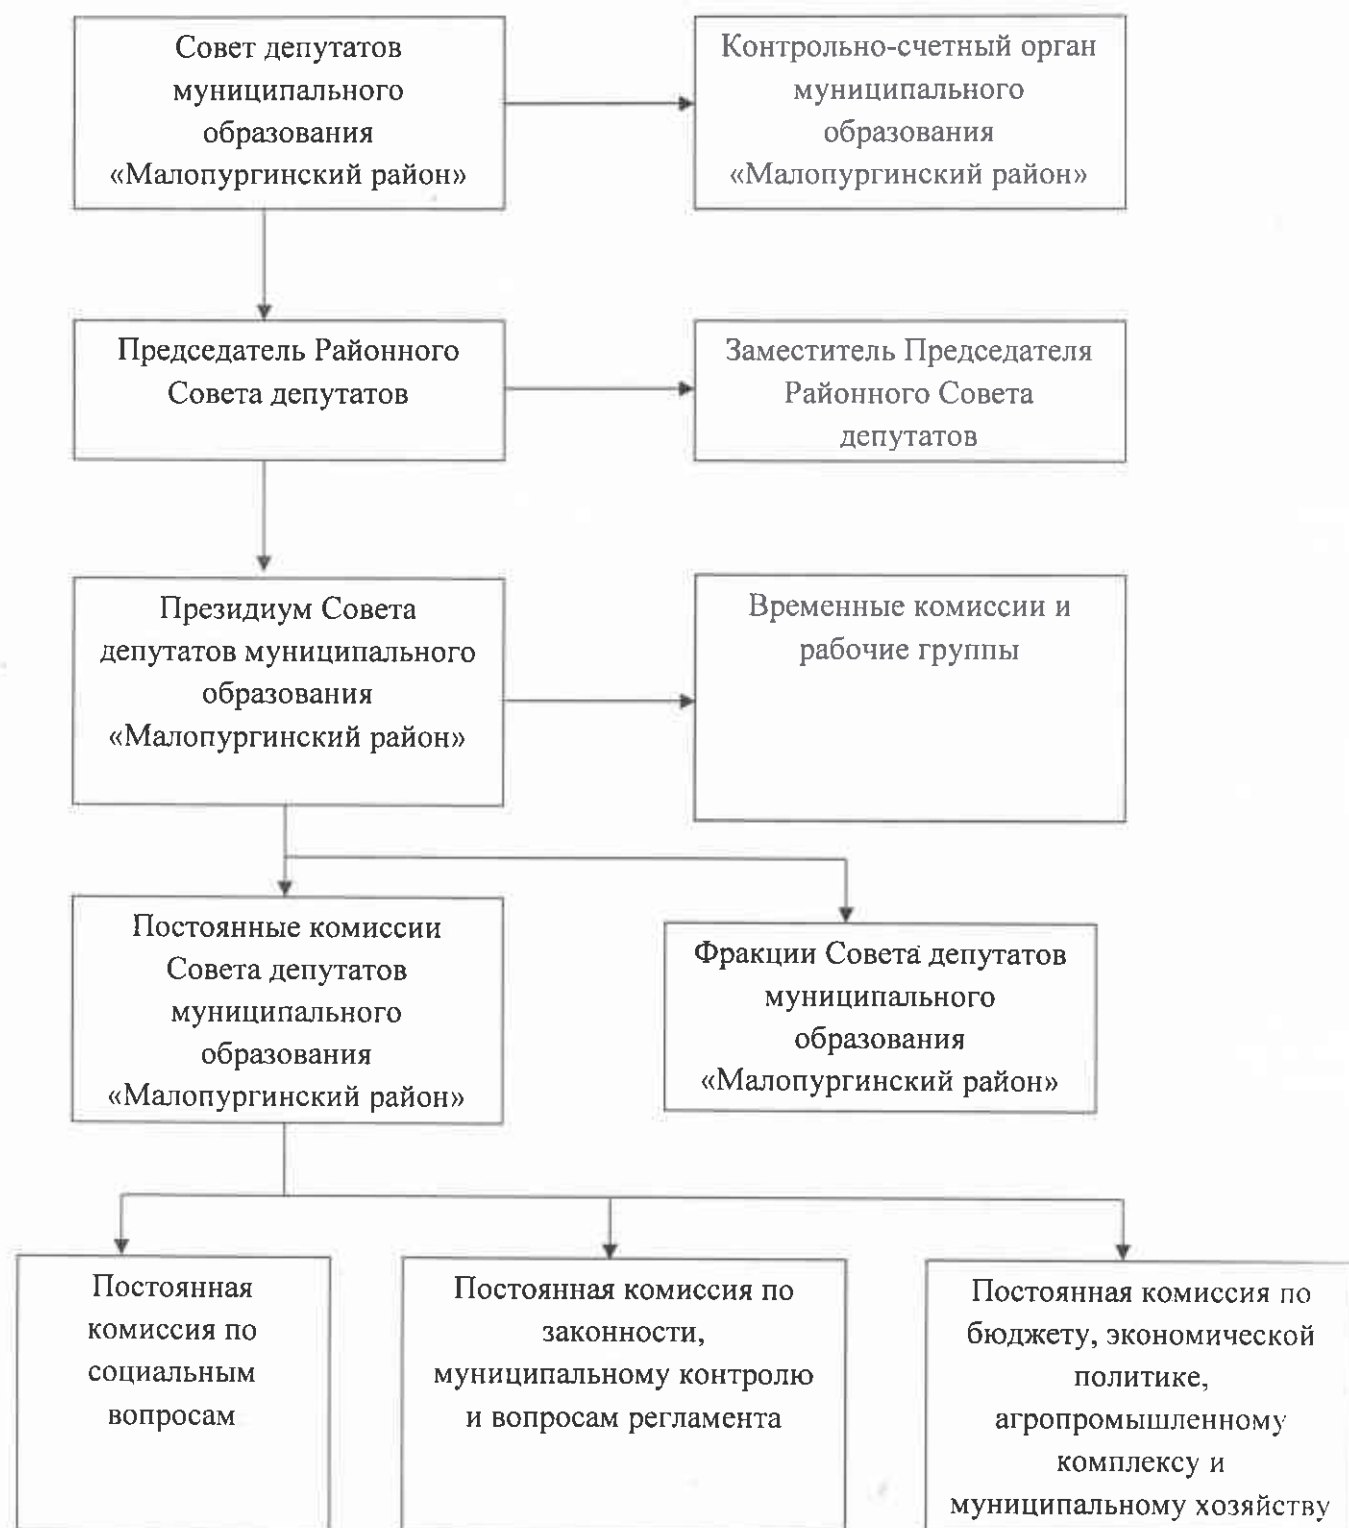 Совет депутатов
муниципального
образования
«Малопургинский район»
Контрольно-счетный орган
муниципального
образования
«Малопургинский район»
Председатель Районного
Совета депутатов
Заместитель Председателя
Районного Совета
депутатов
Президиум Совета
депутатов муниципального
образования
«Малопургинский район»
Временные комиссии и
рабочие группы
Постоянные комиссии
Совета депутатов
муниципального
образования
«Малопургинский район»
Фракции Совета депутатов
муниципального
образования
«Малопургинский район»
Постоянная
комиссия по
социальным
вопросам
Постоянная комиссия по
законности,
муниципальному контролю
и вопросам регламента
Постоянная комиссия по
бюджету, экономической
политике,
агропромышленному
комплексу и
муниципальному хозяйству